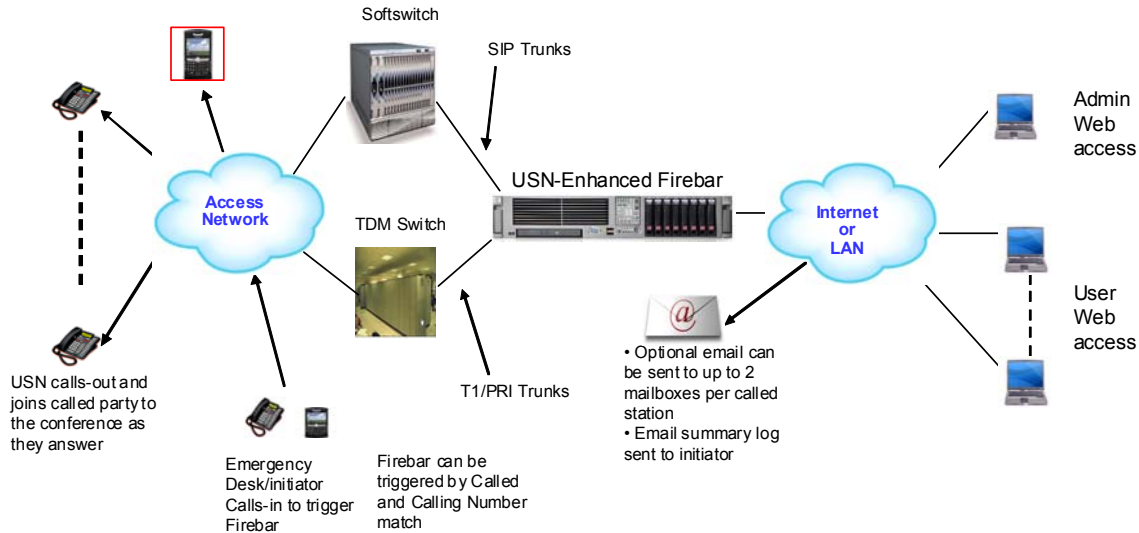 Softswitch
SIP Trunks
Admin
Web
access
USN-Enhanced Firebar
Access
Network
Internet
or
LAN
TDM Switch
User
Web
access
@
• Optional email can
be sent to up to 2
mailboxes per called
station
• Email summary log
sent to initiator
T1/PRI Trunks
USN calls-out and
joins called party to
the conference as
they answer
Emergency
Desk/initiator
Calls-in to trigger
Firebar
Firebar can be
triggered by Called
and Calling Number
match